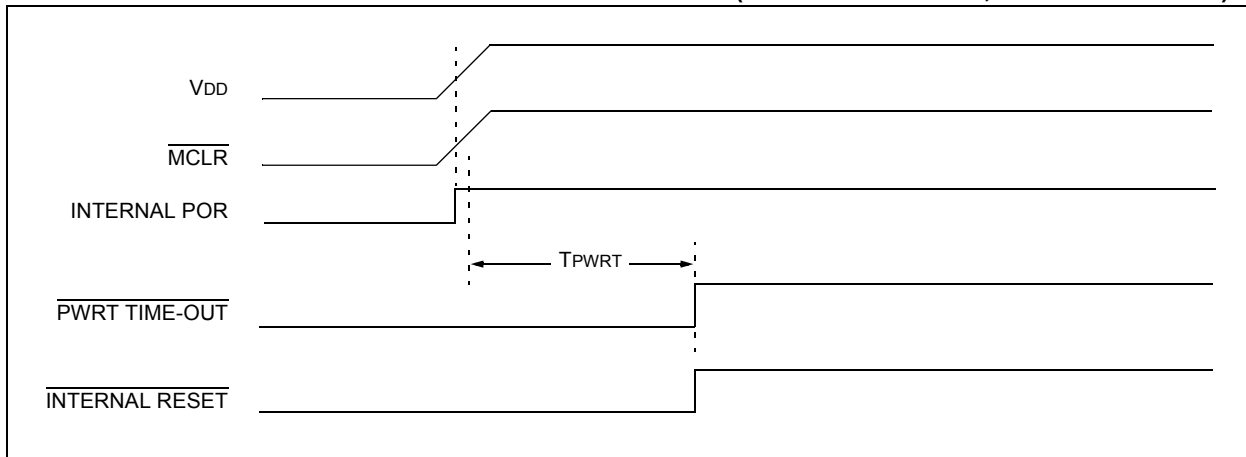 VDD
MCLR
INTERNAL POR
TPWRT
PWRT TIME-OUT
INTERNAL RESET